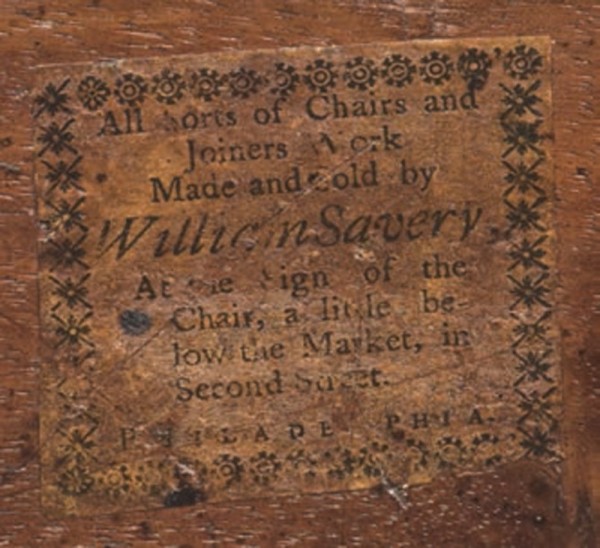 All Sorts of Chairs and
Joiners Work
Made and Sold by
William Savery,
At the Sign of the
Chair, a little be-
low the Market, in
Second Street.
PHILADELPHIA.